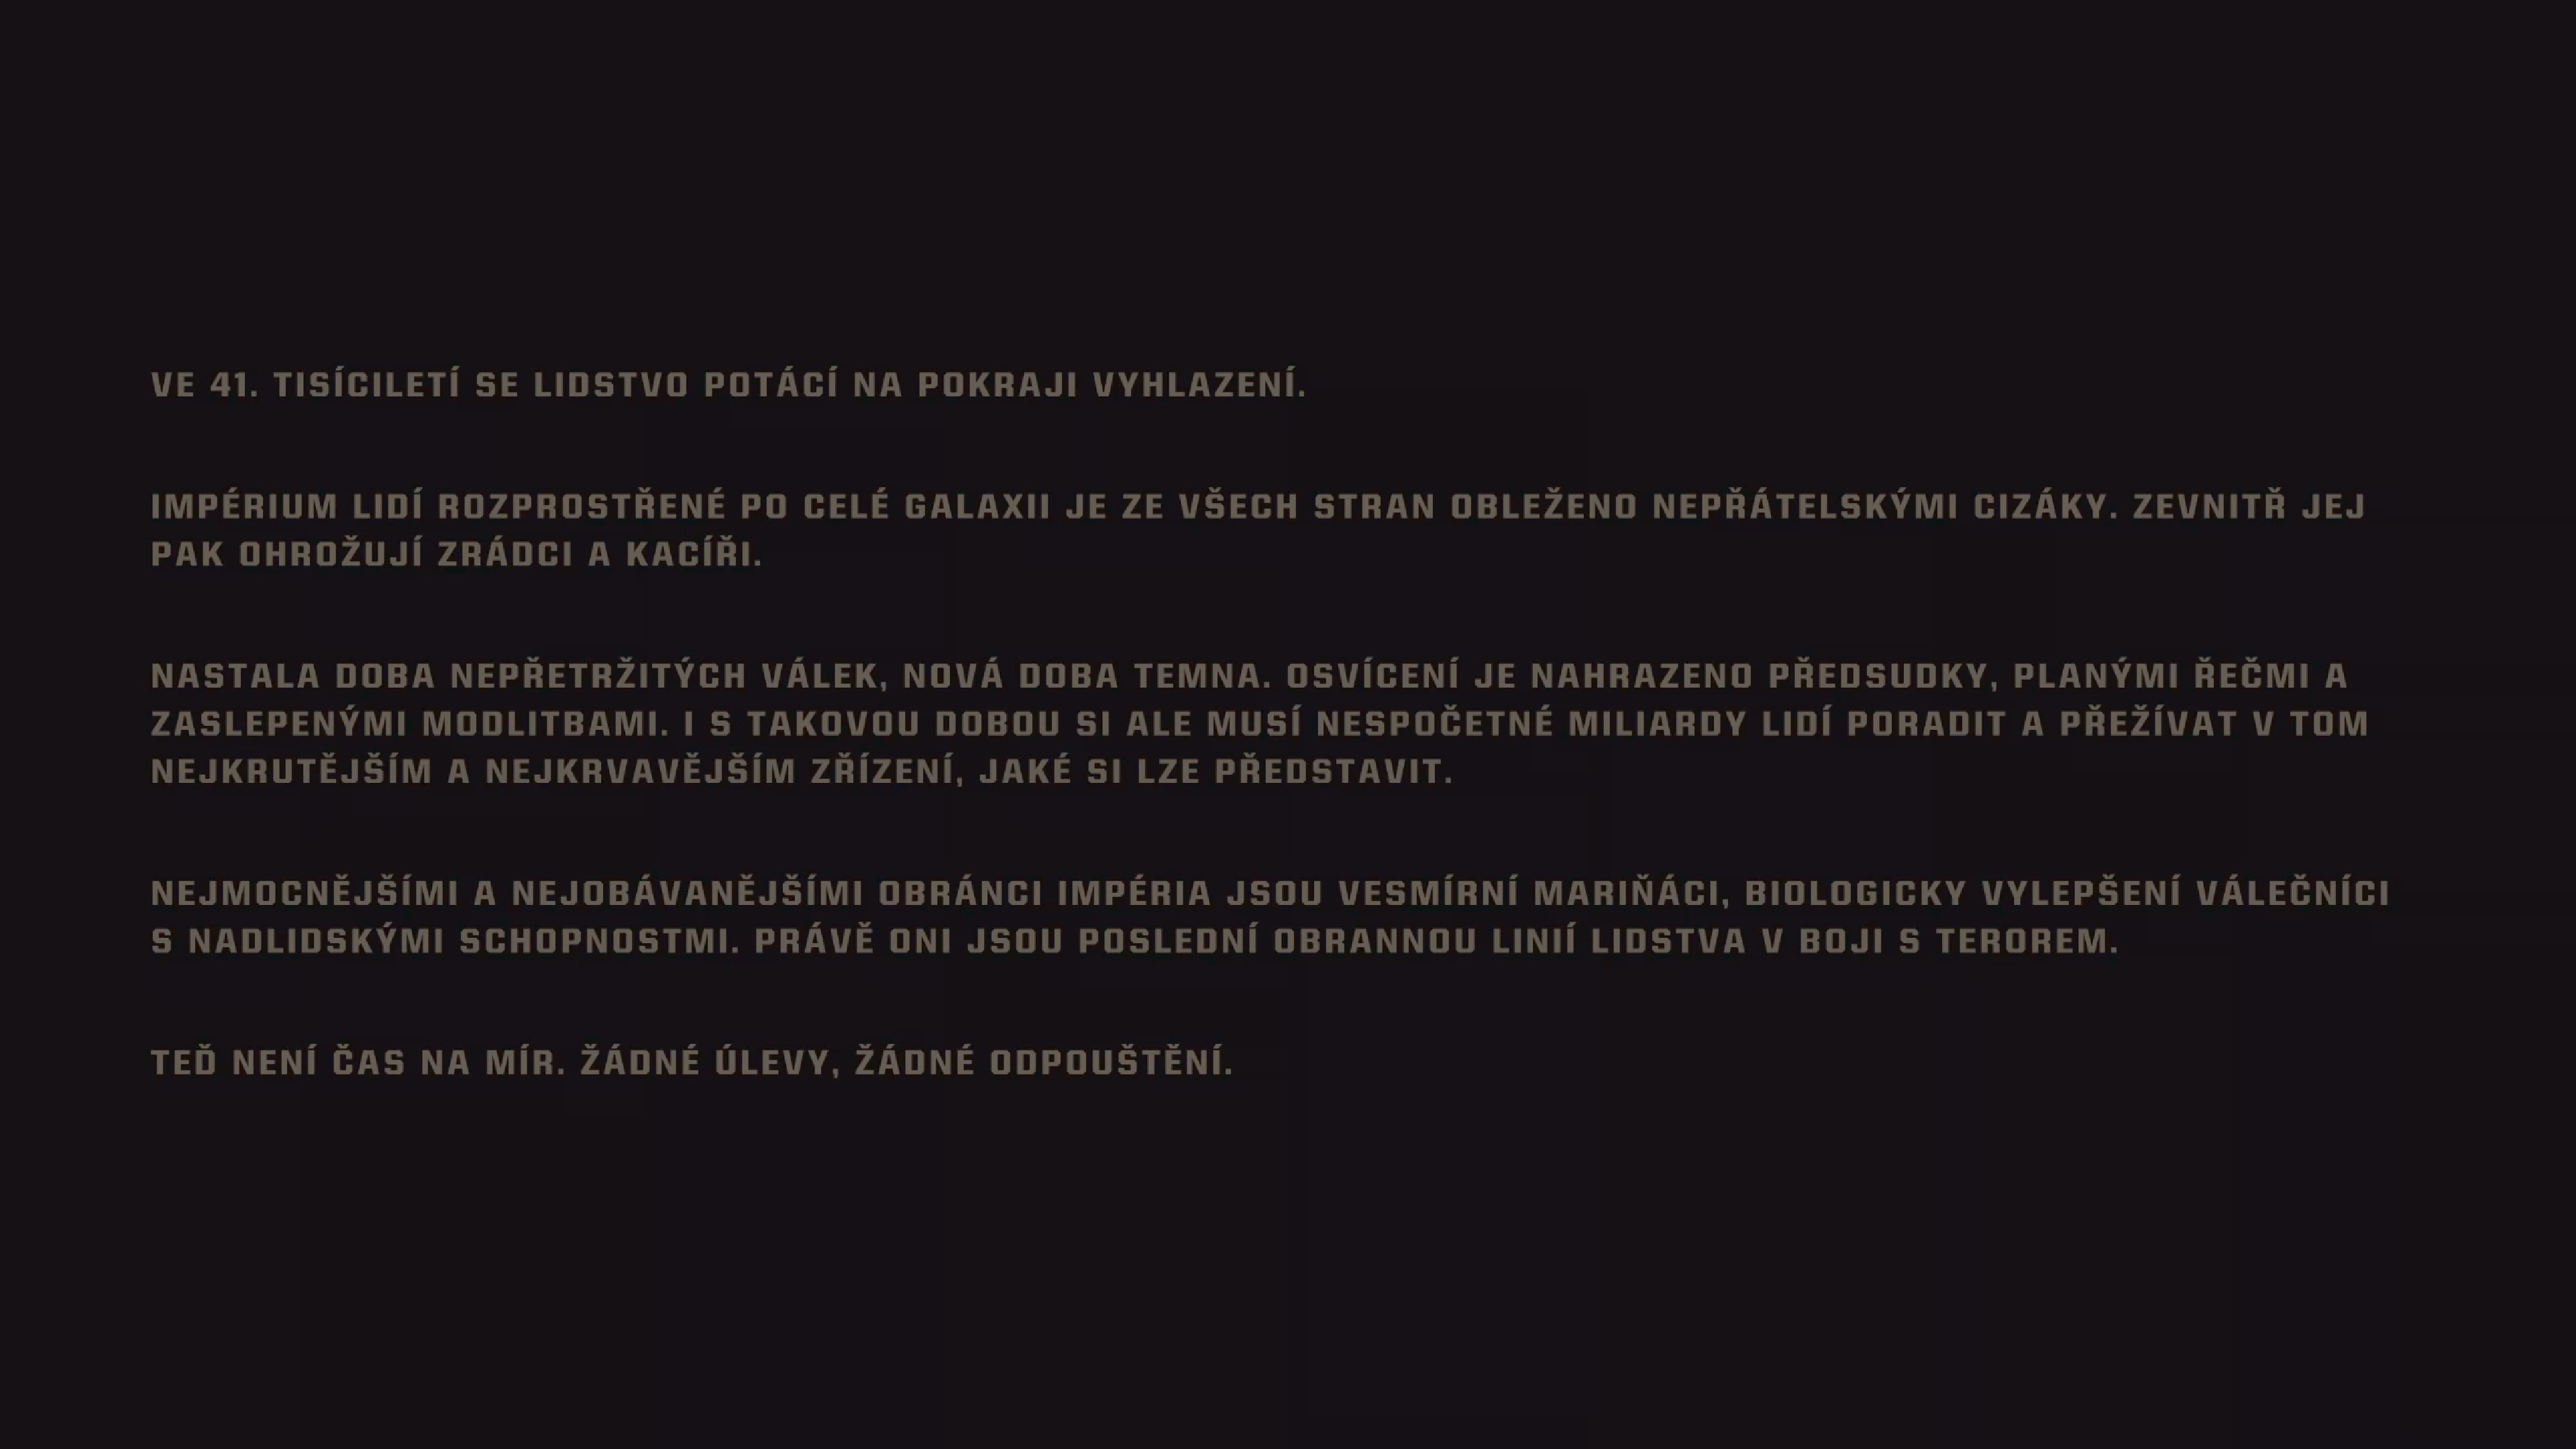 VE 41. TISÍCILETÍ SE LIDSTVO POTÁCÍ NA POKRAJI VYHLAZENÍ.
IMPÉRIUM LIDÍ ROZPROSTŘENÉ PO CELÉ GALAXII JE ZE VŠECH STRAN OBLEŽENO NEPŘÁTELSKÝMI CIZÁKY. ZEVNITŘ JEJ
PAK OHROŽUJÍ ZRÁDCI A KACÍŘI.
NASTALA DOBA NEPŘETRŽITÝCH VÁLEK, NOVÁ DOBA TEMNA. OSVÍCENÍ JE NAHRAZENO PŘEDSUDKY, PLANÝMI ŘEČMI A
ZASLEPENÝMI MODLITBAMI. I S TAKOVOU DOBOU SI ALE MUSÍ NESPOČETNÉ MILIARDY LIDÍ PORADIT A PŘEŽÍVAT V TOM
NEJKRUTĚJŠÍM A NEJKRVAVĚJŠÍM ZŘÍZENÍ, JAKÉ SI LZE PŘEDSTAVIT.
NEJMOCNĚJŠÍMI A NEJOBÁVANĚJŠÍMI OBRÁNCI IMPÉRIA JSOU VESMÍRNÍ MARIŇÁCI, BIOLOGICKY VYLEPŠENÍ VÁLEČNÍCI
S NADLIDSKÝMI SCHOPNOSTMI. PRÁVĚ ONI JSOU POSLEDNÍ OBRANNOU LINIÍ LIDSTVA V BOJI S TEROREM.
TEĎ NENÍ ČAS NA MÍR. ŽÁDNÉ ÚLEVY, ŽÁDNÉ ODPOUŠTĚNÍ.